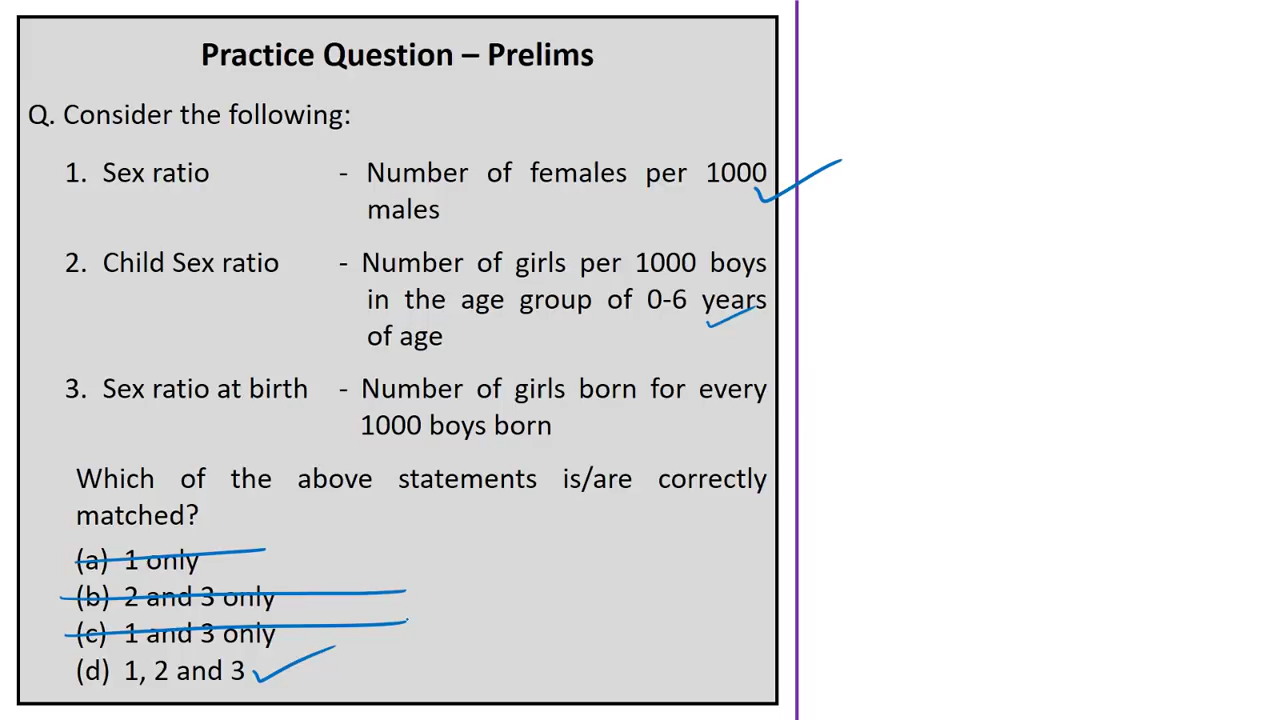 Practice Question – Prelims
Q. Consider the following:
1. Sex ratio - Number of females per 1000
males
2. Child Sex ratio - Number of girls per 1000 boys
in the age group of 0-6 years
of age
3. Sex ratio at birth - Number of girls born for every
1000 boys born
Which of the above statements is/are correctly
matched?
(a) 1 only
(b) 2 and 3 only
(c) 1 and 3 only
(d) 1, 2 and 3